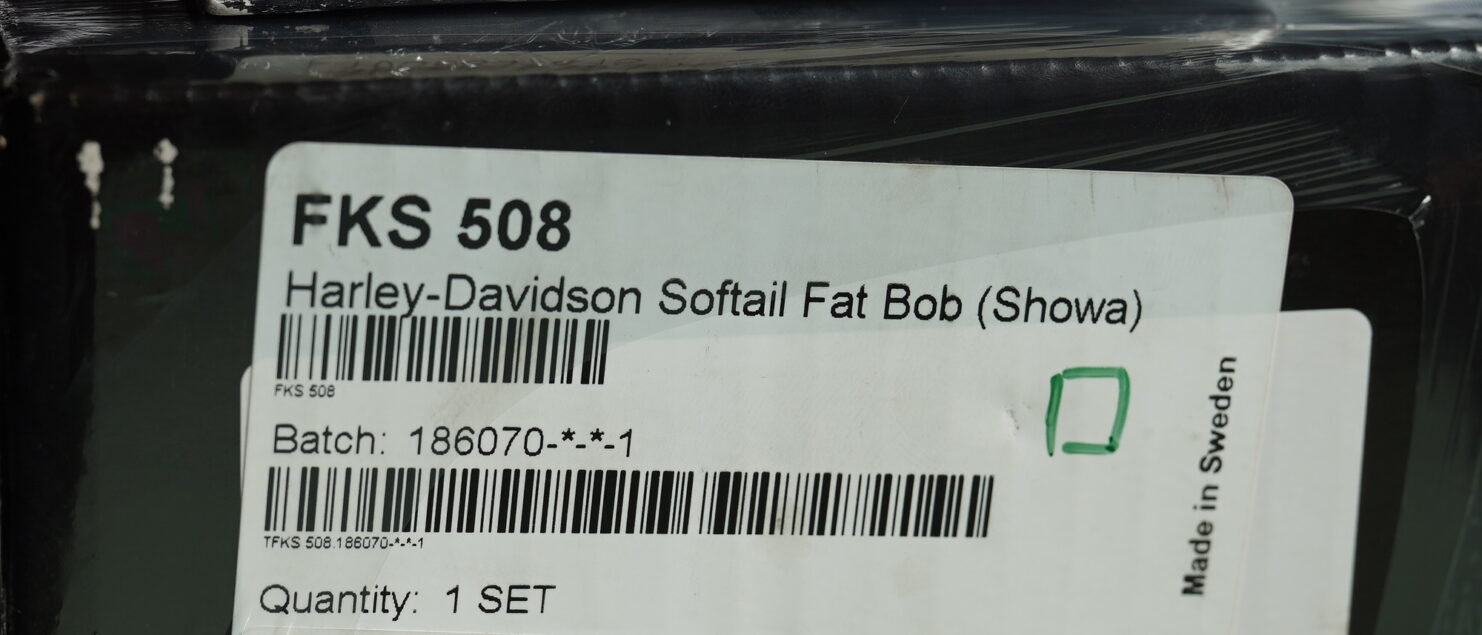 FKS 508
Harley-Davidson Softail Fat Bob (Showa)
FKS 508
Batch: 186070-*-*-1
TFKS 508.186070-*-*-1
Quantity: 1 SET
Made in Sweden